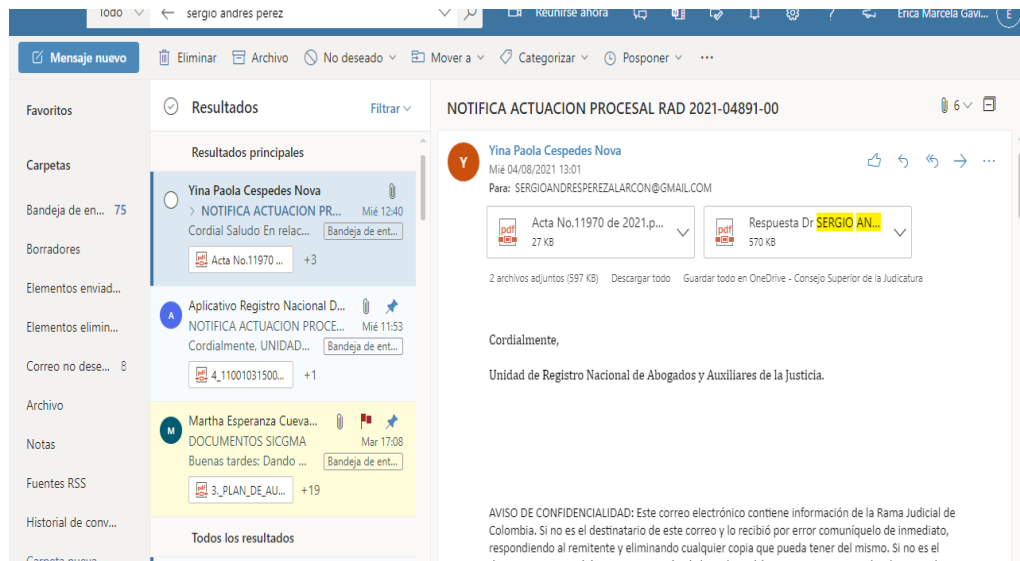 Todo
sergio andres perez
Reunirse ahora
Erica Marcela Gavi...
E
Mensaje nuevo
Eliminar
Archivo
No deseado
Mover a
Categorizar
Posponer
Favoritos
Carpetas
Bandeja de en... 75
Borradores
Elementos enviad...
Elementos elimin...
Correo no dese... 8
Archivo
Notas
Fuentes RSS
Historial de conv...
Carpeta nueva
Resultados
Filtrar
Resultados principales
Yina Paola Cespedes Nova
> NOTIFICA ACTUACION PR... Mié 12:40
Cordial Saludo En relac... Bandeja de ent...
pdf Acta No.11970 ... +3
A
Aplicativo Registro Nacional D...
NOTIFICA ACTUACION PROCE... Mié 11:53
Cordialmente, UNIDAD... Bandeja de ent...
pdf 4_11001031500... +1
M
Martha Esperanza Cueva...
DOCUMENTOS SICGMA Mar 17:08
Buenas tardes: Dando ... Bandeja de ent...
pdf 3._PLAN_DE_AU... +19
Todos los resultados
NOTIFICA ACTUACION PROCESAL RAD 2021-04891-00
6
Y
Yina Paola Cespedes Nova
Mié 04/08/2021 13:01
Para: SERGIOANDRESPEREZALARCON@GMAIL.COM
pdf Acta No.11970 de 2021.p...
27 KB
pdf Respuesta Dr SERGIO AN...
570 KB
2 archivos adjuntos (597 KB) Descargar todo Guardar todo en OneDrive - Consejo Superior de la Judicatura
Cordialmente,
Unidad de Registro Nacional de Abogados y Auxiliares de la Justicia.
AVISO DE CONFIDENCIALIDAD: Este correo electrónico contiene información de la Rama Judicial de
Colombia. Si no es el destinatario de este correo y lo recibió por error comuníquelo de inmediato,
respondiendo al remitente y eliminando cualquier copia que pueda tener del mismo. Si no es el